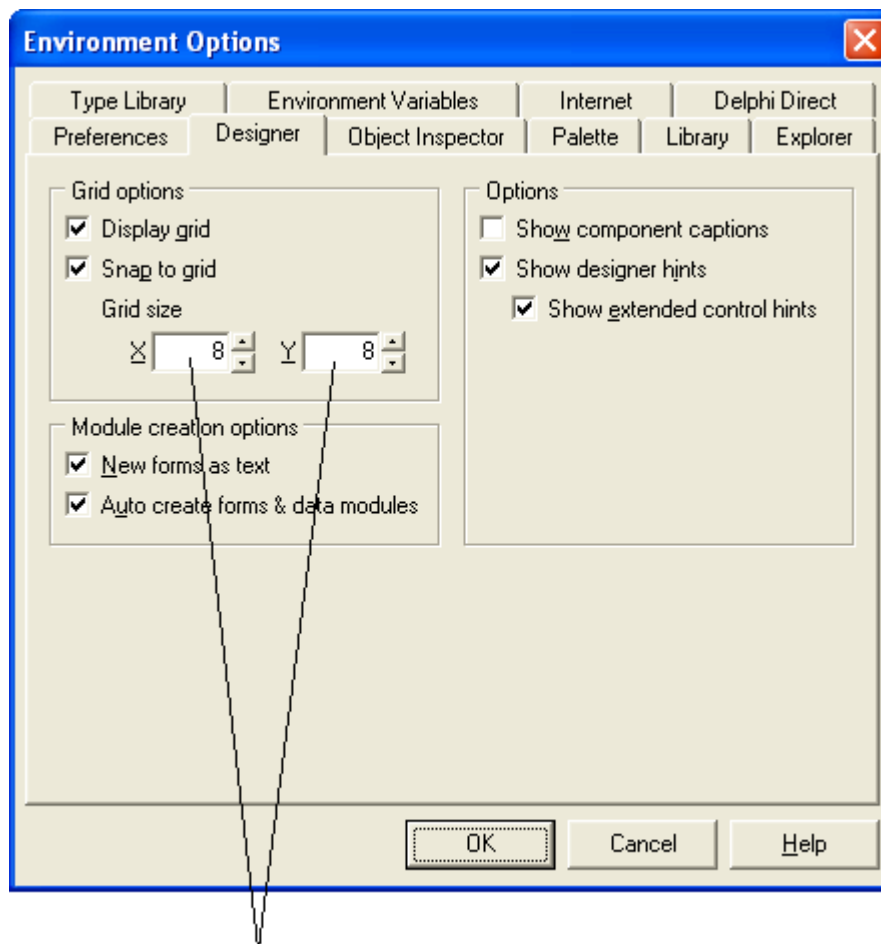 Environment Options
Type Library Environment Variables Internet Delphi Direct
Preferences Designer Object Inspector Palette Library Explorer
Grid options
Display grid
Snap to grid
Grid size
X 8 Y 8
Options
Show component captions
Show designer hints
Show extended control hints
Module creation options
New forms as text
Auto create forms & data modules
OK Cancel Help